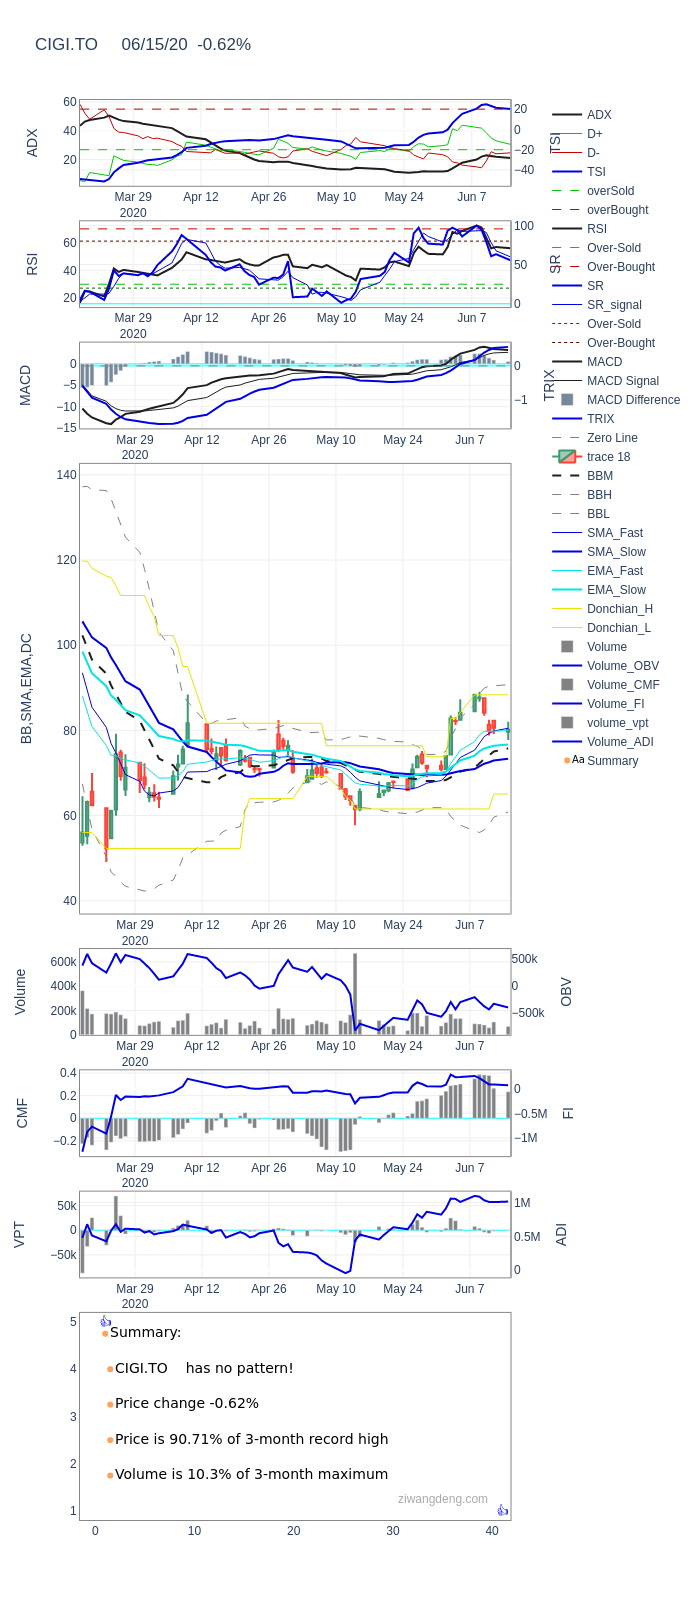 CIGI.TO 06/15/20 -0.62%
60
40
20
ADX
20
0
−20
−40
TSI
Mar 29
2020
Apr 12
Apr 26
May 10
May 24
Jun 7
60
40
20
RSI
100
50
0
SR
Mar 29
2020
Apr 12
Apr 26
May 10
May 24
Jun 7
0
−5
−10
−15
MACD
0
−1
TRIX
Mar 29
2020
Apr 12
Apr 26
May 10
May 24
Jun 7
140
120
100
80
60
40
BB,SMA,EMA,DC
Mar 29
2020
Apr 12
Apr 26
May 10
May 24
Jun 7
600k
400k
200k
0
Volume
500k
0
−500k
OBV
Mar 29
2020
Apr 12
Apr 26
May 10
May 24
Jun 7
0.4
0.2
0
−0.2
CMF
0
−0.5M
−1M
FI
Mar 29
2020
Apr 12
Apr 26
May 10
May 24
Jun 7
50k
0
−50k
VPT
1M
0.5M
0
ADI
Mar 29
2020
Apr 12
Apr 26
May 10
May 24
Jun 7
5
4
3
2
1
Summary:
CIGI.TO has no pattern!
Price change -0.62%
Price is 90.71% of 3-month record high
Volume is 10.3% of 3-month maximum
ziwangdeng.com
0
10
20
30
40
ADX
D+
D-
TSI
overSold
overBought
RSI
Over-Sold
Over-Bought
SR
SR_signal
Over-Sold
Over-Bought
MACD
MACD Signal
MACD Difference
TRIX
Zero Line
trace 18
BBM
BBH
BBL
SMA_Fast
SMA_Slow
EMA_Fast
EMA_Slow
Donchian_H
Donchian_L
Volume
Volume_OBV
Volume_CMF
Volume_FI
volume_vpt
Volume_ADI
Aa Summary